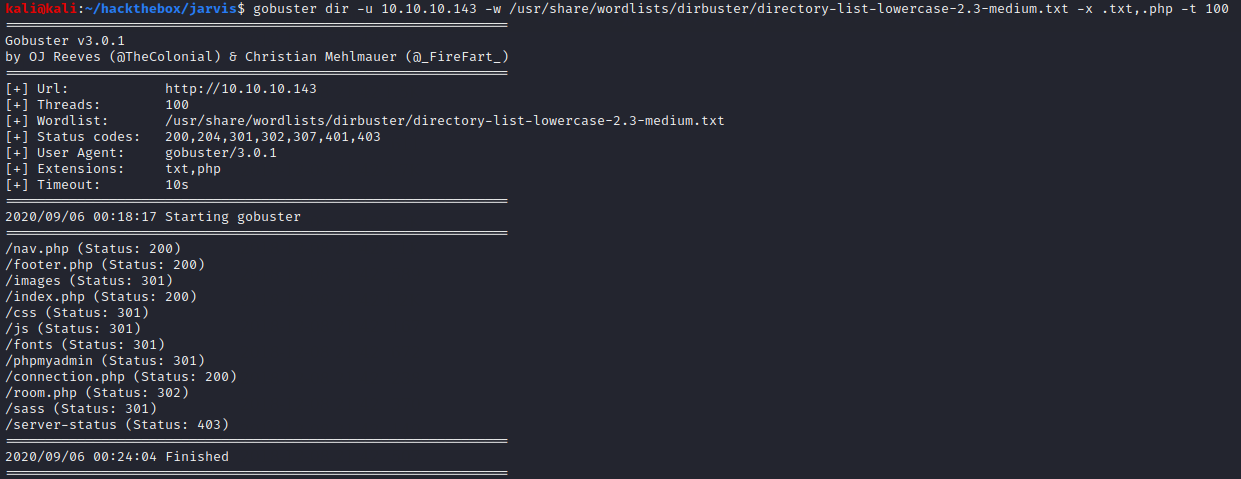 kali@kali:~/hackthebox/jarvis$ gobuster dir -u 10.10.10.143 -w /usr/share/wordlists/dirbuster/directory-list-lowercase-2.3-medium.txt -x .txt,.php -t 100
===============================================================
Gobuster v3.0.1
by OJ Reeves (@TheColonial) & Christian Mehlmauer (@_FireFart_)
===============================================================
[+] Url:            http://10.10.10.143
[+] Threads:        100
[+] Wordlist:       /usr/share/wordlists/dirbuster/directory-list-lowercase-2.3-medium.txt
[+] Status codes:   200,204,301,302,307,401,403
[+] User Agent:     gobuster/3.0.1
[+] Extensions:     txt,php
[+] Timeout:        10s
===============================================================
2020/09/06 00:18:17 Starting gobuster
===============================================================
/nav.php (Status: 200)
/footer.php (Status: 200)
/images (Status: 301)
/index.php (Status: 200)
/css (Status: 301)
/js (Status: 301)
/fonts (Status: 301)
/phpmyadmin (Status: 301)
/connection.php (Status: 200)
/room.php (Status: 302)
/sass (Status: 301)
/server-status (Status: 403)
===============================================================
2020/09/06 00:24:04 Finished
===============================================================